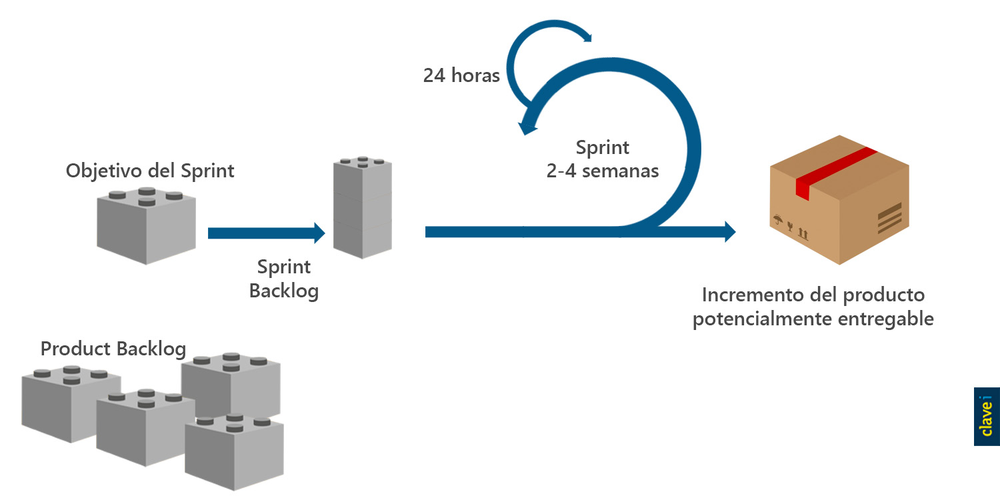 24 horas
Sprint
2-4 semanas
Objetivo del Sprint
Sprint
Backlog
Incremento del producto
potencialmente entregable
Product Backlog
clave i